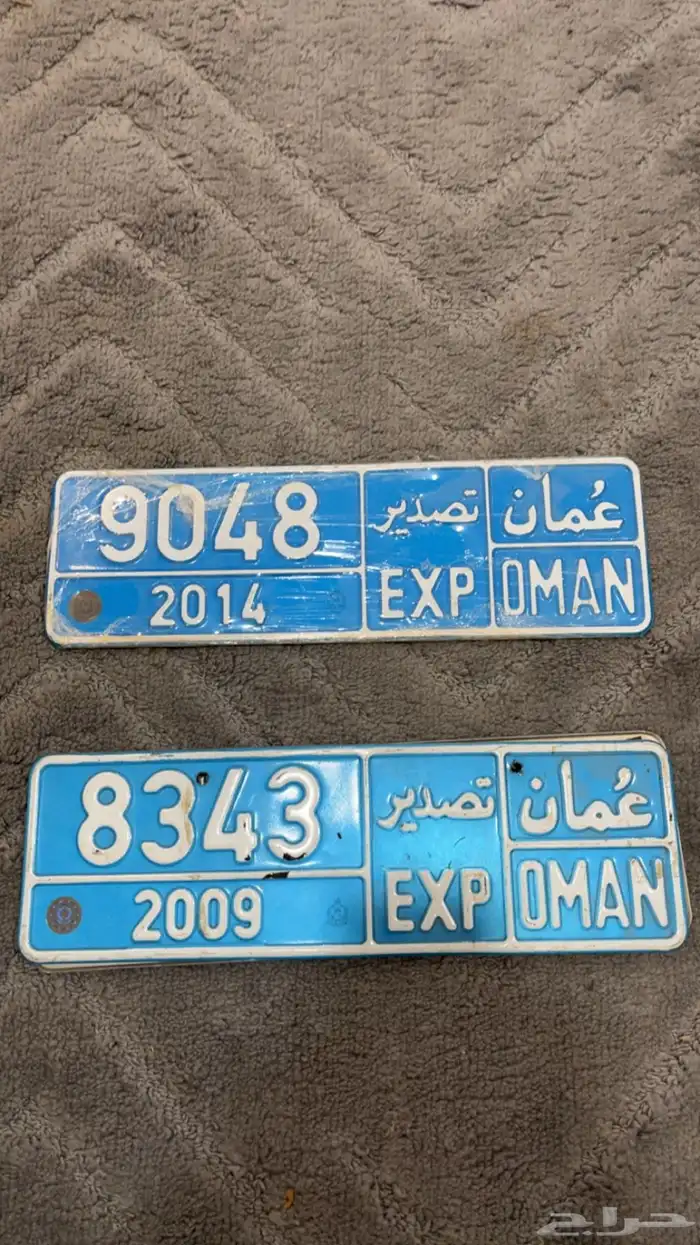 9048 تصدير عُمان
2014 EXP OMAN
8343 تصدير عُمان
2009 EXP OMAN
حراج